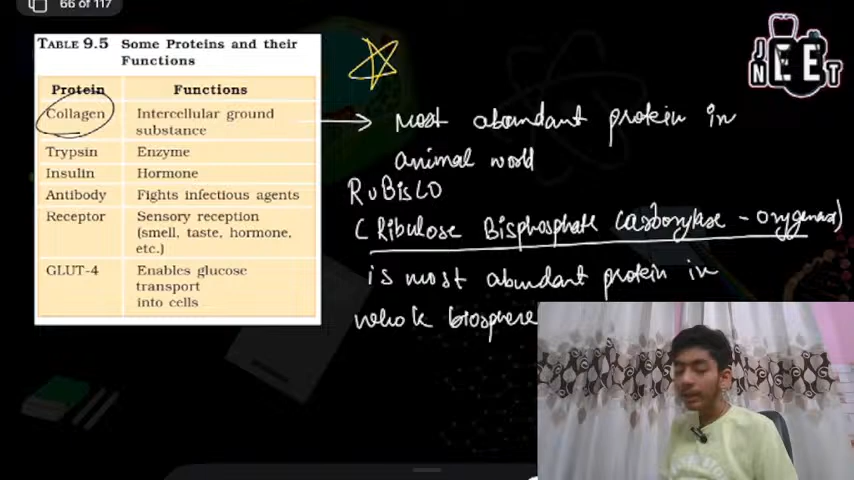 66 of 117
TABLE 9.5 Some Proteins and their
Functions
Protein Functions
Collagen Intercellular ground
substance
Trypsin Enzyme
Insulin Hormone
Antibody Fights infectious agents
Receptor Sensory reception
(smell, taste, hormone,
etc.)
GLUT-4 Enables glucose
transport
into cells
most abundant protein in
animal world
RuBisCO
(Ribulose Bisphosphate Carboxylase - oxygenase)
is most abundant protein in
whole biosphere
J
NEET